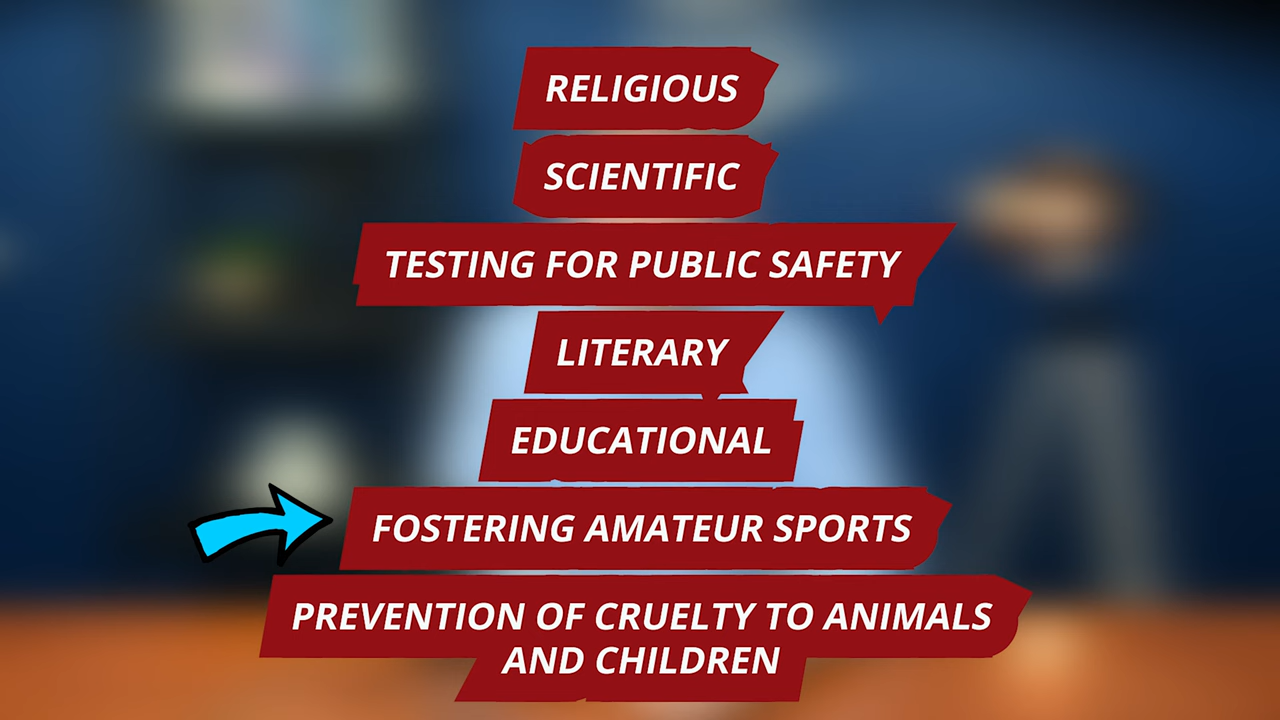 RELIGIOUS
SCIENTIFIC
TESTING FOR PUBLIC SAFETY
LITERARY
EDUCATIONAL
FOSTERING AMATEUR SPORTS
PREVENTION OF CRUELTY TO ANIMALS
AND CHILDREN